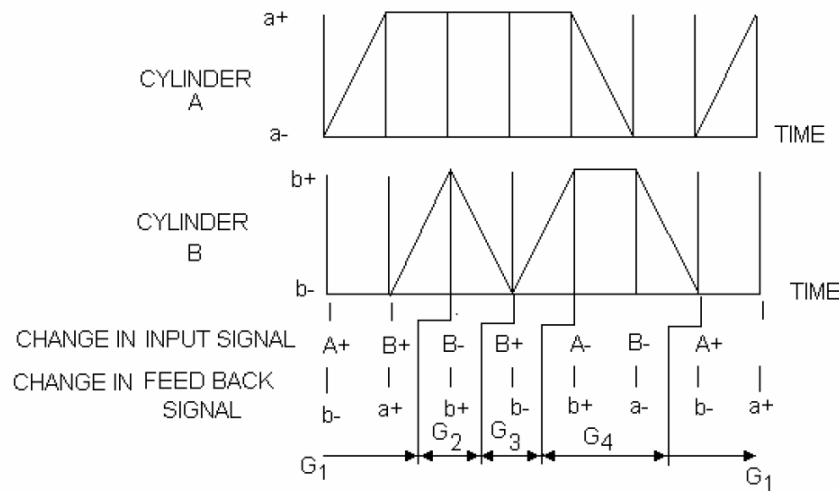 a+
CYLINDER
A
a-
TIME
b+
CYLINDER
B
b-
TIME
CHANGE IN INPUT SIGNAL A+ B+ B- B+ A- B- A+
CHANGE IN FEED BACK
SIGNAL
b- a+ b+ b- b+ a- b- a+
G1 G2 G3 G4 G1